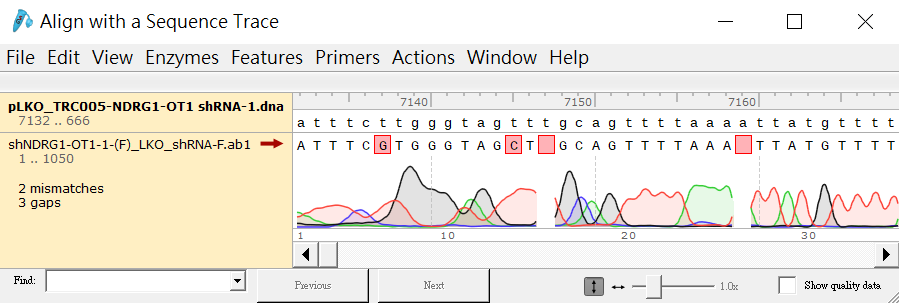 Align with a Sequence Trace
File Edit View Enzymes Features Primers Actions Window Help
pLKO_TRC005-NDRG1-OT1 shRNA-1.dna
7132 .. 666
7140 7150 7160
a t t t c t t g g g t a g t t t g c a g t t t t a a a a t t a t g t t t t
shNDRG1-OT1-1-(F)_LKO_shRNA-F.ab1
1 .. 1050
A T T T C G T G G G T A G C T G C A G T T T T A A A T T A T G T T T T
2 mismatches
3 gaps
1 10 20 30
Find: Previous Next 1.0x Show quality data